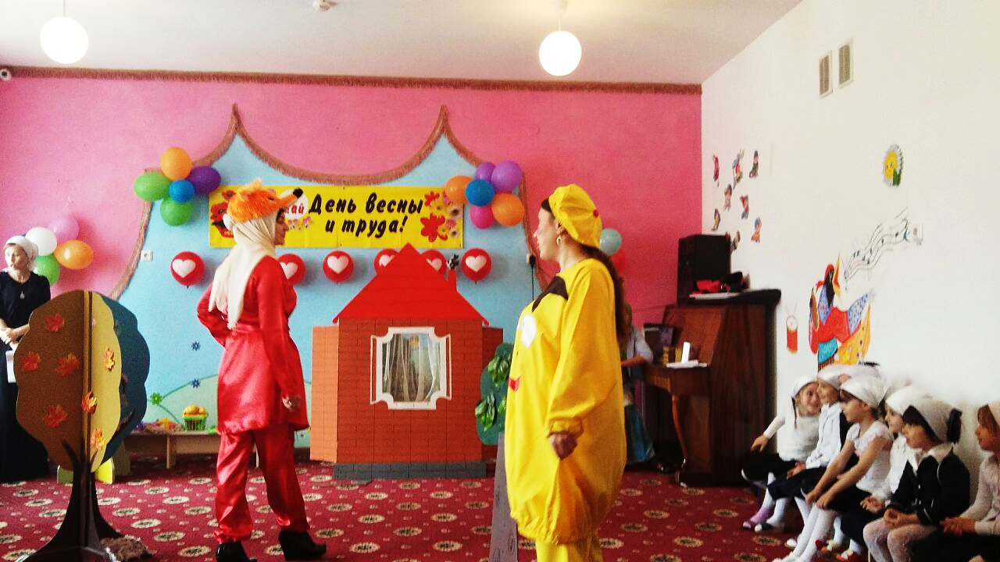 День весны
и труда!